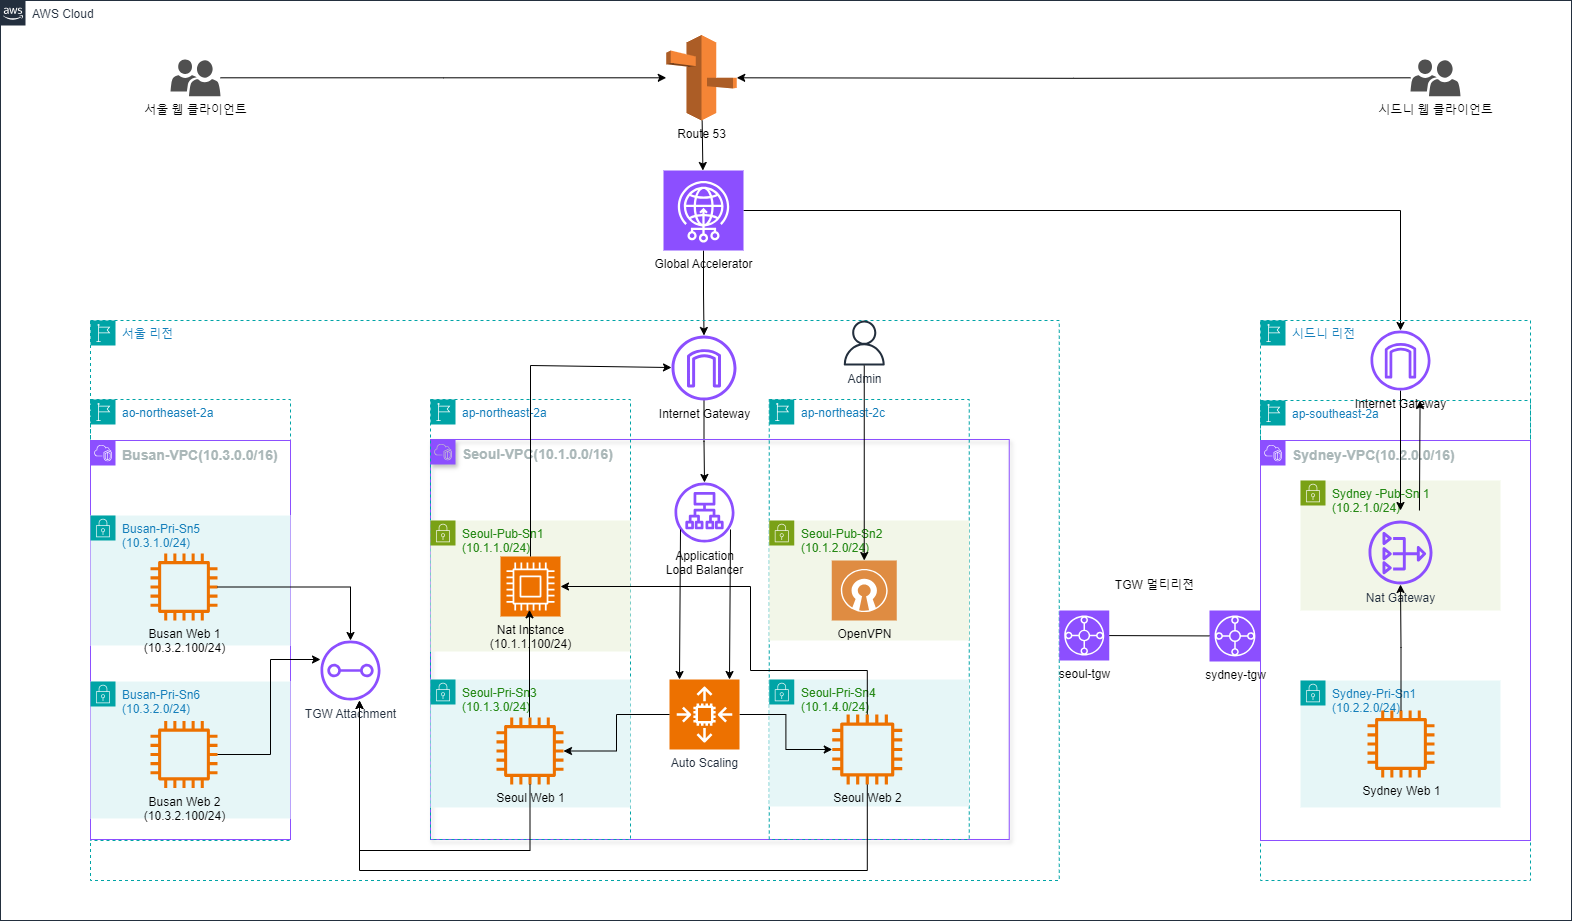 aws
AWS Cloud
서울 웹 클라이언트
Route 53
시드니 웹 클라이언트
Global Accelerator
서울 리전
Admin
Internet Gateway
시드니 리전
Internet Gateway
ao-northeaset-2a
ap-northeast-2a
ap-northeast-2c
ap-southeast-2a
Busan-VPC(10.3.0.0/16)
Seoul-VPC(10.1.0.0/16)
Sydney-VPC(10.2.0.0/16)
Busan-Pri-Sn5
(10.3.1.0/24)
Busan Web 1
(10.3.2.100/24)
Busan-Pri-Sn6
(10.3.2.0/24)
Busan Web 2
(10.3.2.100/24)
TGW Attachment
Seoul-Pub-Sn1
(10.1.1.0/24)
Nat Instance
(10.1.1.100/24)
Seoul-Pri-Sn3
(10.1.3.0/24)
Seoul Web 1
Application
Load Balancer
Auto Scaling
Seoul-Pub-Sn2
(10.1.2.0/24)
OpenVPN
Seoul-Pri-Sn4
(10.1.4.0/24)
Seoul Web 2
TGW 멀티리젼
seoul-tgw
sydney-tgw
Sydney -Pub-Sn 1
(10.2.1.0/24)
Nat Gateway
Sydney-Pri-Sn1
(10.2.2.0/24)
Sydney Web 1